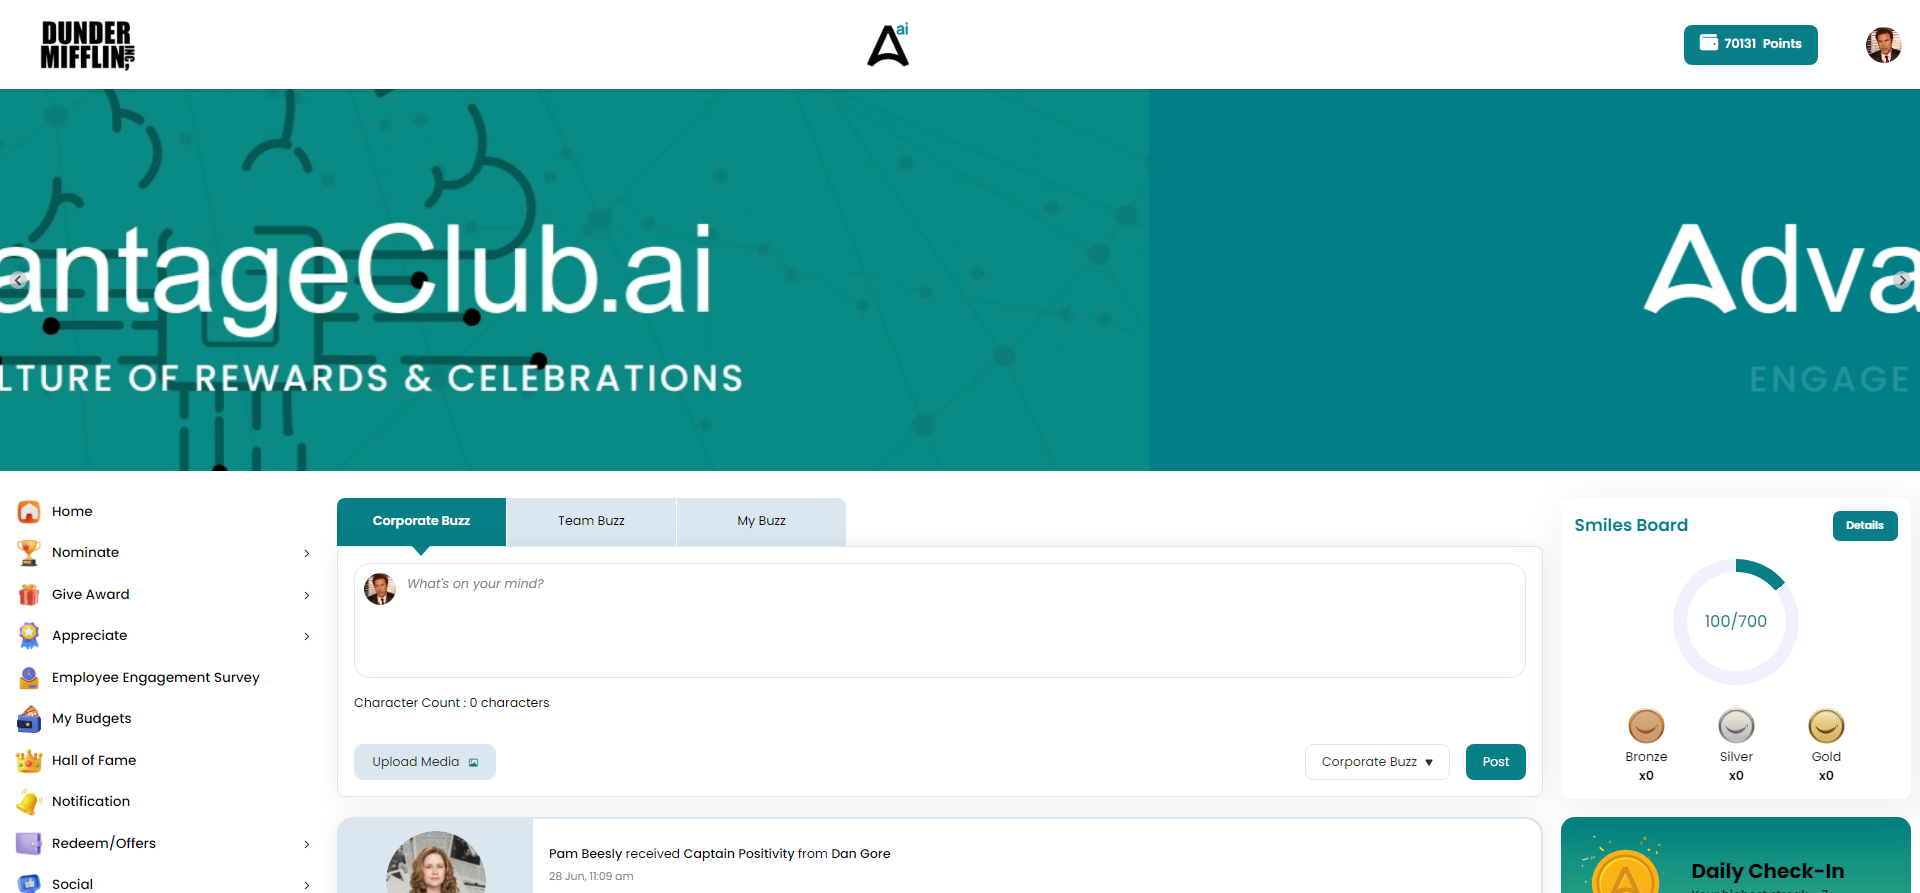 DUNDER
MIFFLIN INC,
ai
70131 Points
antageClub.ai
LTURE OF REWARDS & CELEBRATIONS
Adva
ENGAGE
Home
Nominate
Give Award
Appreciate
Employee Engagement Survey
My Budgets
Hall of Fame
Notification
Redeem/Offers
Social
Corporate Buzz
Team Buzz
My Buzz
What's on your mind?
Character Count : 0 characters
Upload Media
Corporate Buzz
Post
Pam Beesly received Captain Positivity from Dan Gore
28 Jun, 11:09 am
Smiles Board
Details
100/700
Bronze
x0
Silver
x0
Gold
x0
Daily Check-In